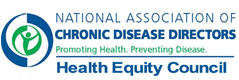 NATIONAL ASSOCIATION OF
CHRONIC DISEASE DIRECTORS
Promoting Health. Preventing Disease.
Health Equity Council